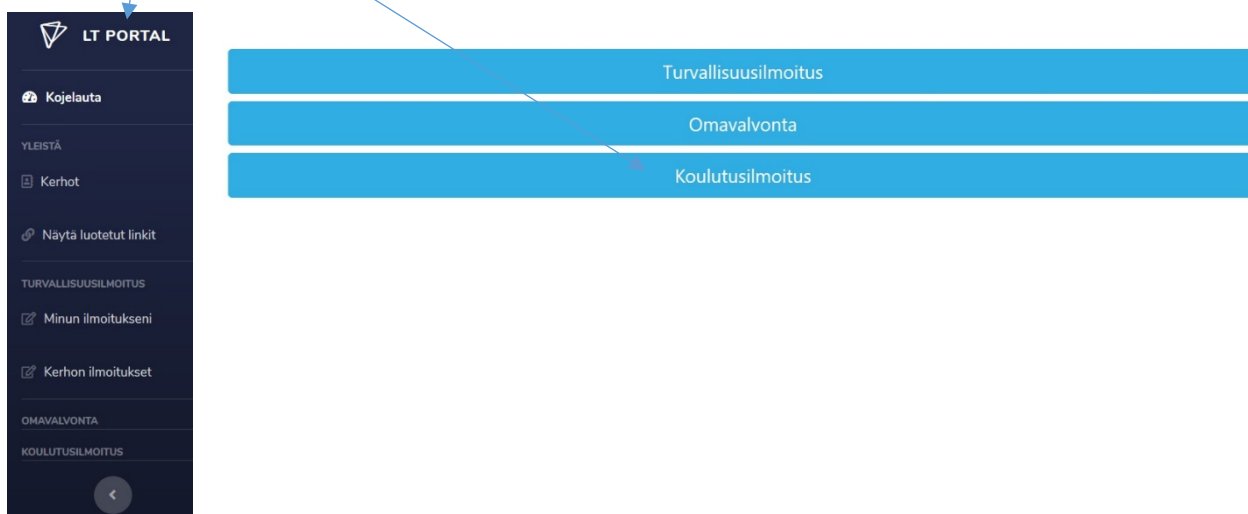 LT PORTAL
Kojelauta
YLEISTÄ
Kerhot
Näytä luotetut linkit
TURVALLISUUSILMOITUS
Minun ilmoitukseni
Kerhon ilmoitukset
OMAVALVONTA
KOULUTUSILMOITUS
Turvallisuusilmoitus
Omavalvonta
Koulutusilmoitus